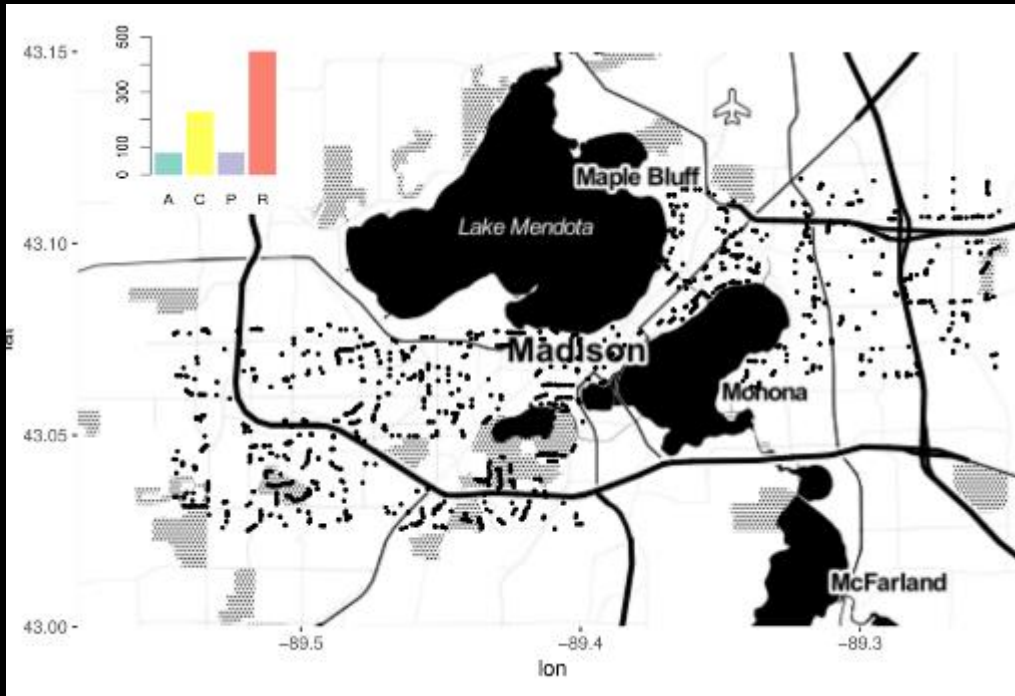 43.15
500
300
100
0
A C P R
Maple Bluff
Lake Mendota
43.10
Madison
Monona
43.05
McFarland
43.00
−89.5
−89.4
−89.3
lon
lat